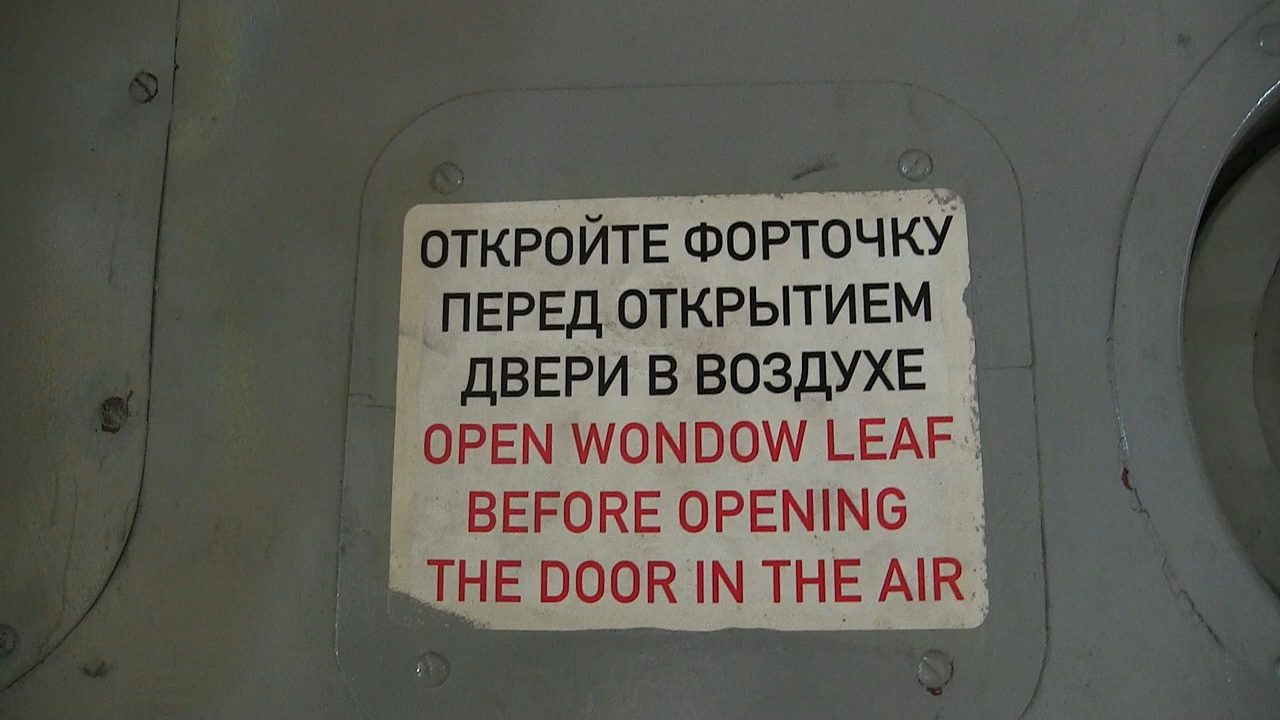 ОТКРОЙТЕ ФОРТОЧКУ
ПЕРЕД ОТКРЫТИЕМ
ДВЕРИ В ВОЗДУХЕ
OPEN WONDOW LEAF
BEFORE OPENING
THE DOOR IN THE AIR